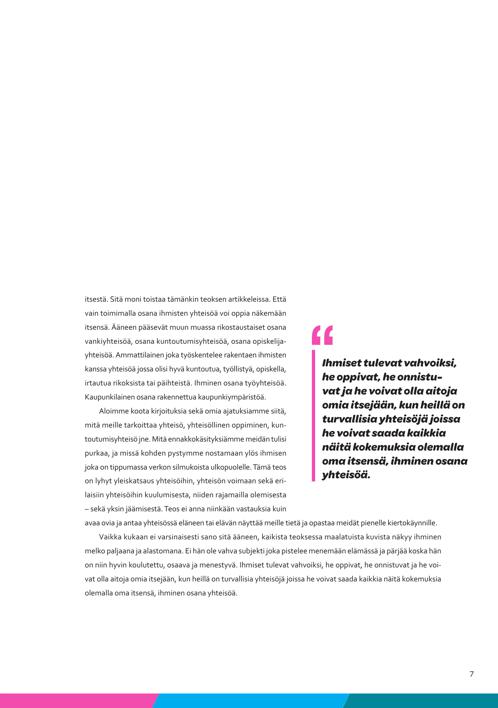 itsestä. Sitä moni toistaa tämänkin teoksen artikkeleissa. Että
vain toimimalla osana ihmisten yhteisöä voi oppia näkemään
itsensä. Ääneen pääsevät muun muassa rikostaustaiset osana
vankiyhteisöä, osana kuntoutumisyhteisöä, osana opiskelija-
yhteisöä. Ammattilainen joka työskentelee rakentaen ihmisten
kanssa yhteisöä jossa olisi hyvä kuntoutua, työllistyä, opiskella,
irtautua rikoksista tai päihteistä. Ihminen osana työyhteisöä.
Kaupunkilainen osana rakennettua kaupunkiympäristöä.
Aloimme koota kirjoituksia sekä omia ajatuksiamme siitä,
mitä meille tarkoittaa yhteisö, yhteisöllinen oppiminen, kun-
toutumisyhteisö jne. Mitä ennakkokäsityksiämme meidän tulisi
purkaa, ja missä kohden pystymme nostamaan ylös ihmisen
joka on tippumassa verkon silmukoista ulkopuolelle. Tämä teos
on lyhyt yleiskatsaus yhteisöihin, yhteisön voimaan sekä eri-
laisiin yhteisöihin kuulumisesta, niiden rajamailla olemisesta
– sekä yksin jäämisestä. Teos ei anna niinkään vastauksia kuin
avaa ovia ja antaa yhteisössä eläneen tai elävän näyttää meille tietä ja opastaa meidät pienelle kiertokäynnille.
Vaikka kukaan ei varsinaisesti sano sitä ääneen, kaikista teoksessa maalatuista kuvista näkyy ihminen
melko paljaana ja alastomana. Ei hän ole vahva subjekti joka pistelee menemään elämässä ja pärjää koska hän
on niin hyvin koulutettu, osaava ja menestyvä. Ihmiset tulevat vahvoiksi, he oppivat, he onnistuvat ja he voi-
vat olla aitoja omia itsejään, kun heillä on turvallisia yhteisöjä joissa he voivat saada kaikkia näitä kokemuksia
olemalla oma itsensä, ihminen osana yhteisöä.
“
Ihmiset tulevat vahvoiksi,
he oppivat, he onnistu-
vat ja he voivat olla aitoja
omia itsejään, kun heillä on
turvallisia yhteisöjä joissa
he voivat saada kaikkia
näitä kokemuksia olemalla
oma itsensä, ihminen osana
yhteisöä.
7